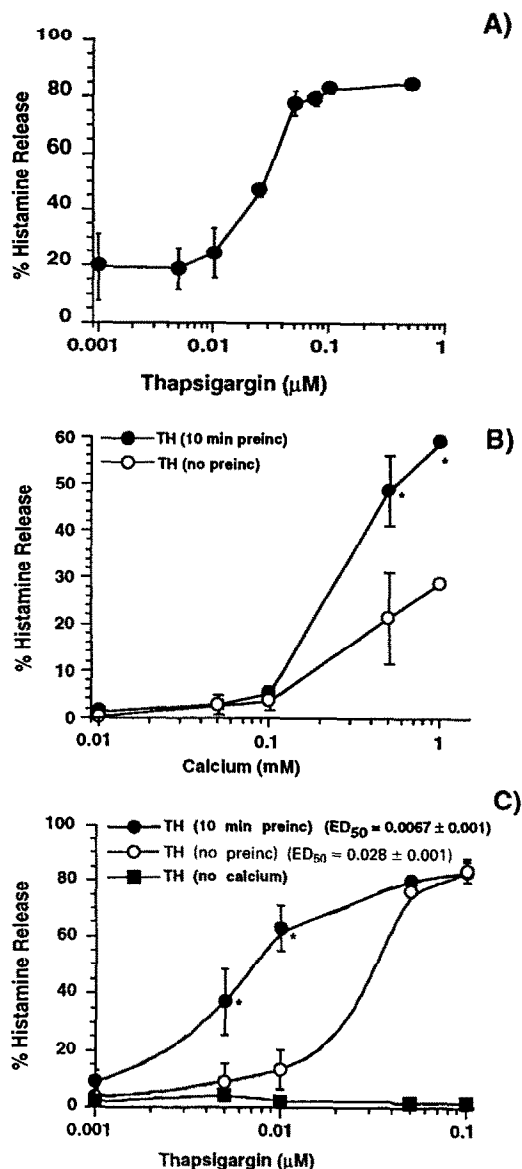 A)
100
80
60
40
20
0
% Histamine Release
0.001 0.01 0.1 1
Thapsigargin (µM)
B)
TH (10 min preinc)
TH (no preinc)
60
50
40
30
20
10
0
% Histamine Release
* *
0.01 0.1 1
Calcium (mM)
C)
TH (10 min preinc) (ED50 = 0.0067 ± 0.001)
TH (no preinc) (ED50 = 0.028 ± 0.001)
TH (no calcium)
100
80
60
40
20
0
% Histamine Release
* *
0.001 0.01 0.1
Thapsigargin (µM)